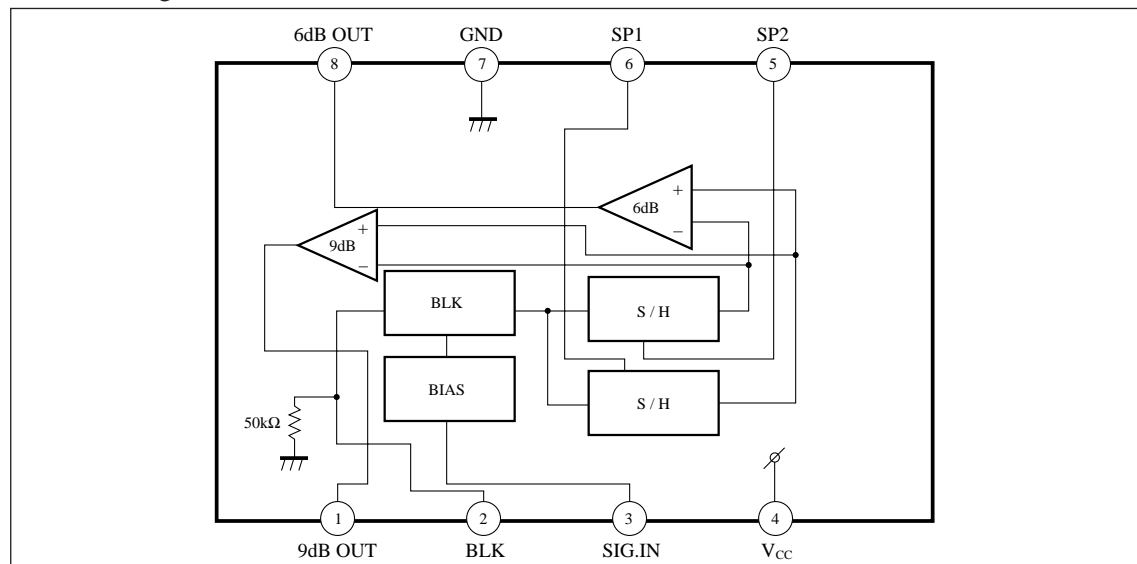 6dB OUT GND SP1 SP2
8 7 6 5
+
6dB
−
+
9dB
−
BLK
S / H
BIAS
S / H
50kΩ
1 2 3 4
9dB OUT BLK SIG.IN VCC